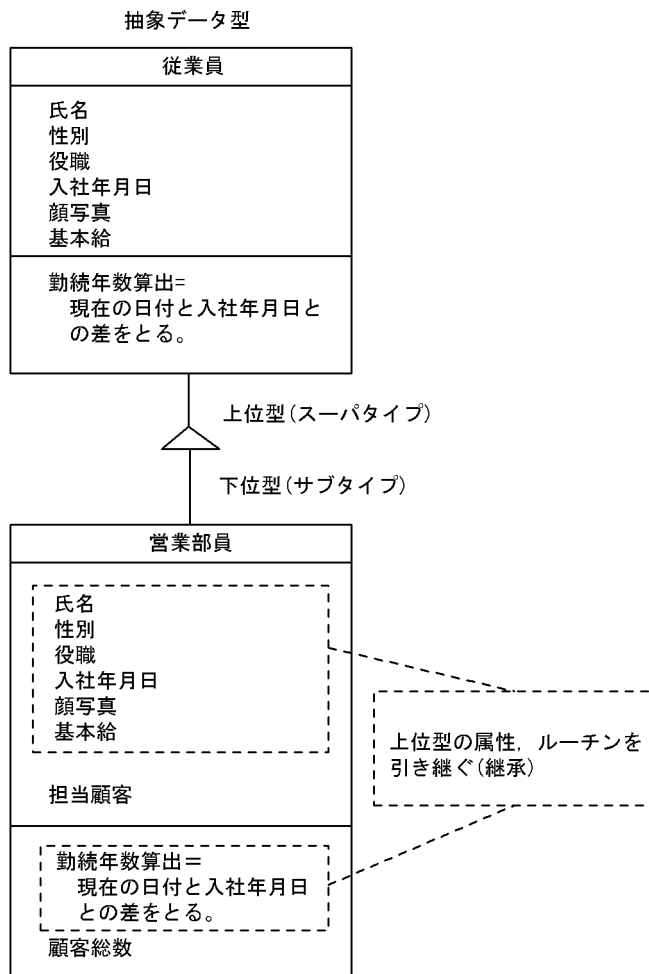 抽象データ型
従業員
氏名
性別
役職
入社年月日
顔写真
基本給
勤続年数算出=
現在の日付と入社年月日と
の差をとる。
上位型(スーパタイプ)
下位型(サブタイプ)
営業部員
氏名
性別
役職
入社年月日
顔写真
基本給
担当顧客
上位型の属性，ルーチンを
引き継ぐ(継承)
勤続年数算出＝
現在の日付と入社年月日
との差をとる。
顧客総数